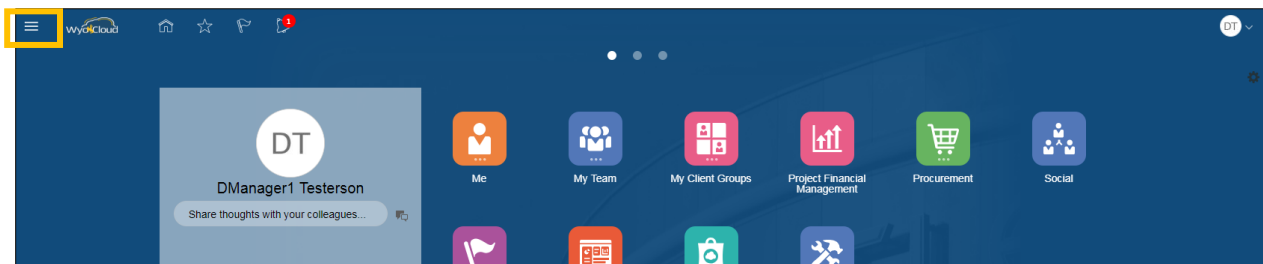 WyoCloud
1
DT
DT
DManager1 Testerson
Share thoughts with your colleagues...
Me
My Team
My Client Groups
Project Financial
Management
Procurement
Social